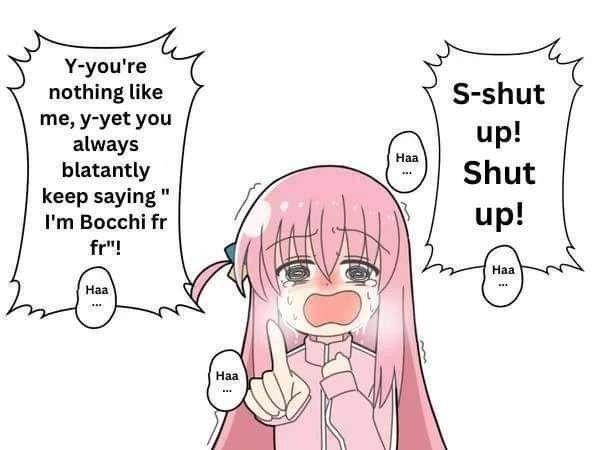 Y-you're
nothing like
me, y-yet you
always
blatantly
keep saying "
I'm Bocchi fr
fr"!
Haa
...
Haa
...
Haa
...
S-shut
up!
Shut
up!
Haa
...